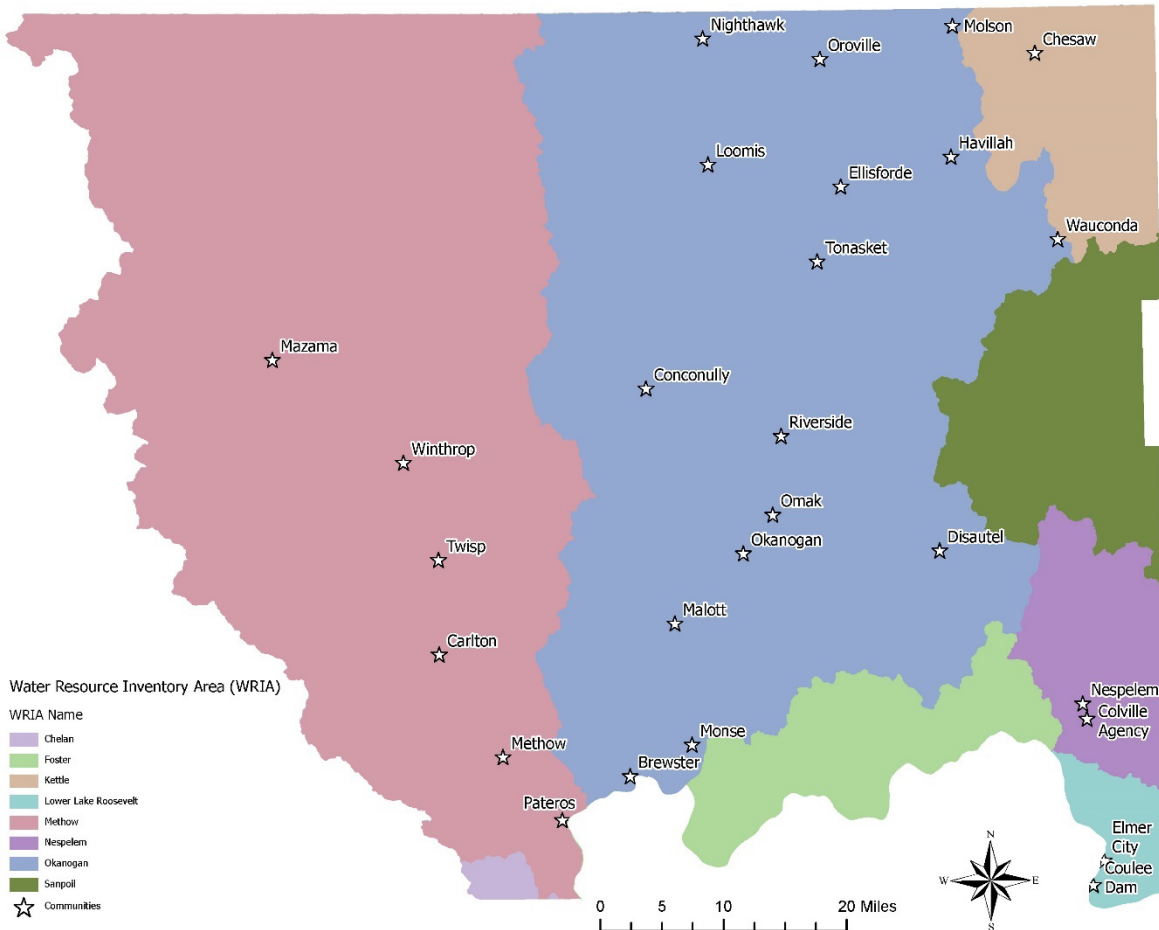 Nighthawk
Molson
Oroville
Chesaw
Loomis
Havillah
Ellisforde
Wauconda
Tonasket
Mazama
Conconully
Riverside
Winthrop
Omak
Okanogan
Disautel
Twisp
Malott
Carlton
Nespelem
Colville
Agency
Monse
Methow
Brewster
Pateros
Elmer
City
Coulee
Dam
Water Resource Inventory Area (WRIA)
WRIA Name
Chelan
Foster
Kettle
Lower Lake Roosevelt
Methow
Nespelem
Okanogan
Sanpoil
Communities
0 5 10 20 Miles
N
W E
S